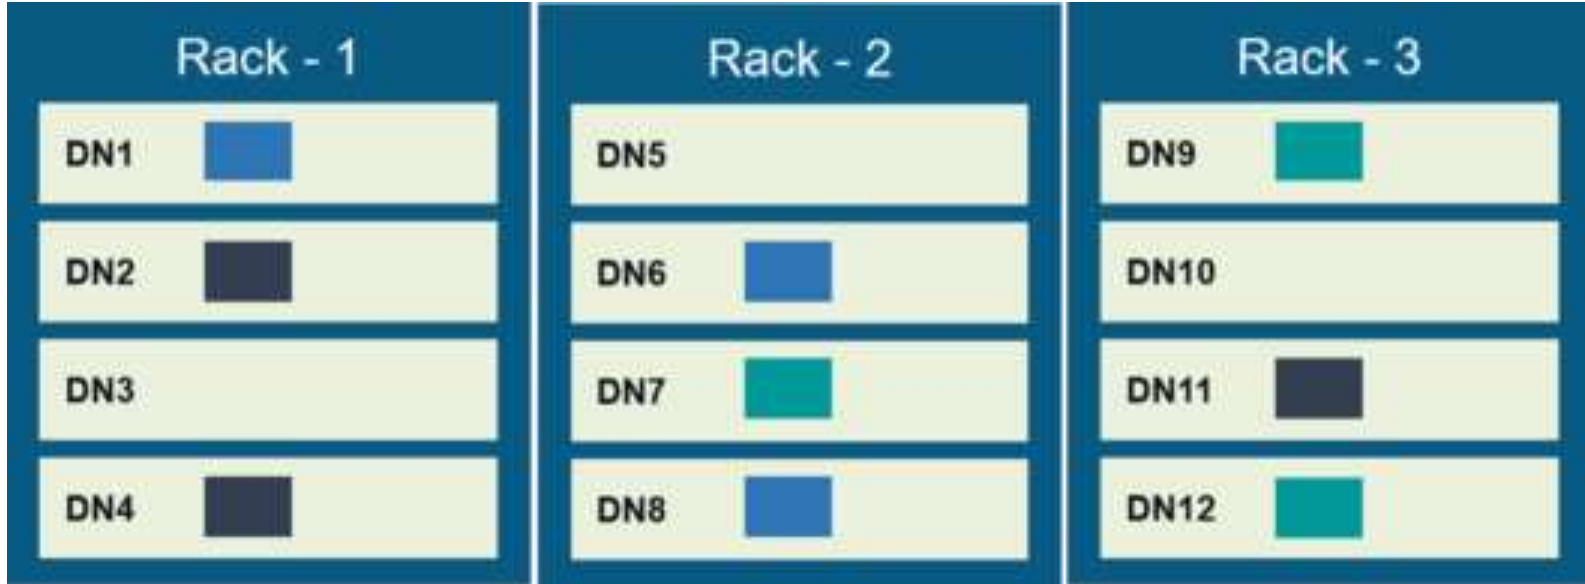 Rack - 1
DN1
DN2
DN3
DN4
Rack - 2
DN5
DN6
DN7
DN8
Rack - 3
DN9
DN10
DN11
DN12